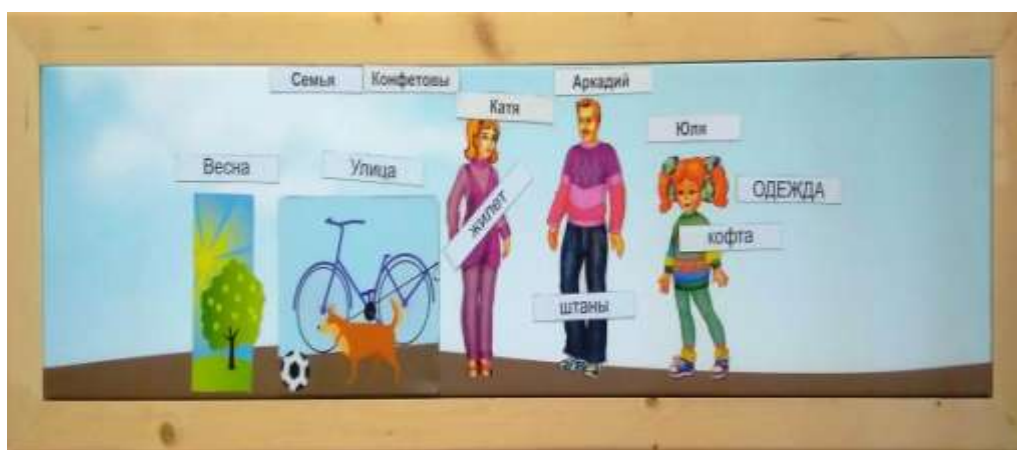 Семья Конфетовы
Аркадий
Катя
Юля
Весна
Улица
ОДЕЖДА
жилет
кофта
штаны